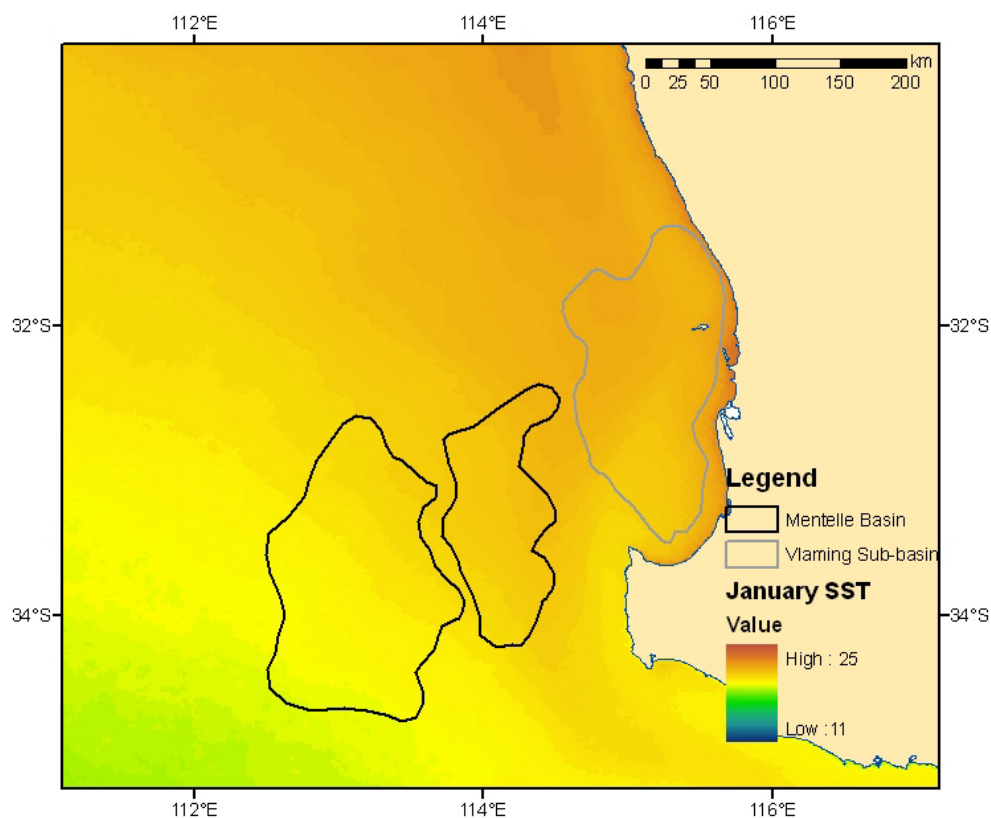 112°E 114°E 116°E
km
0 25 50 100 150 200
32°S 32°S
Legend
Mentelle Basin
Vlaming Sub-basin
34°S 34°S
January SST
Value
High : 25
Low : 11
112°E 114°E 116°E